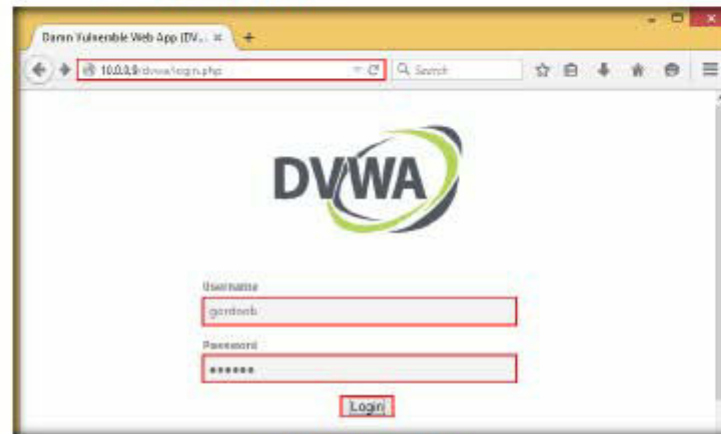 Damn Vulnerable Web App (DV...
10.0.0.9/dvwa/login.php
Search
DVWA
Username
gordonb
Password
Login